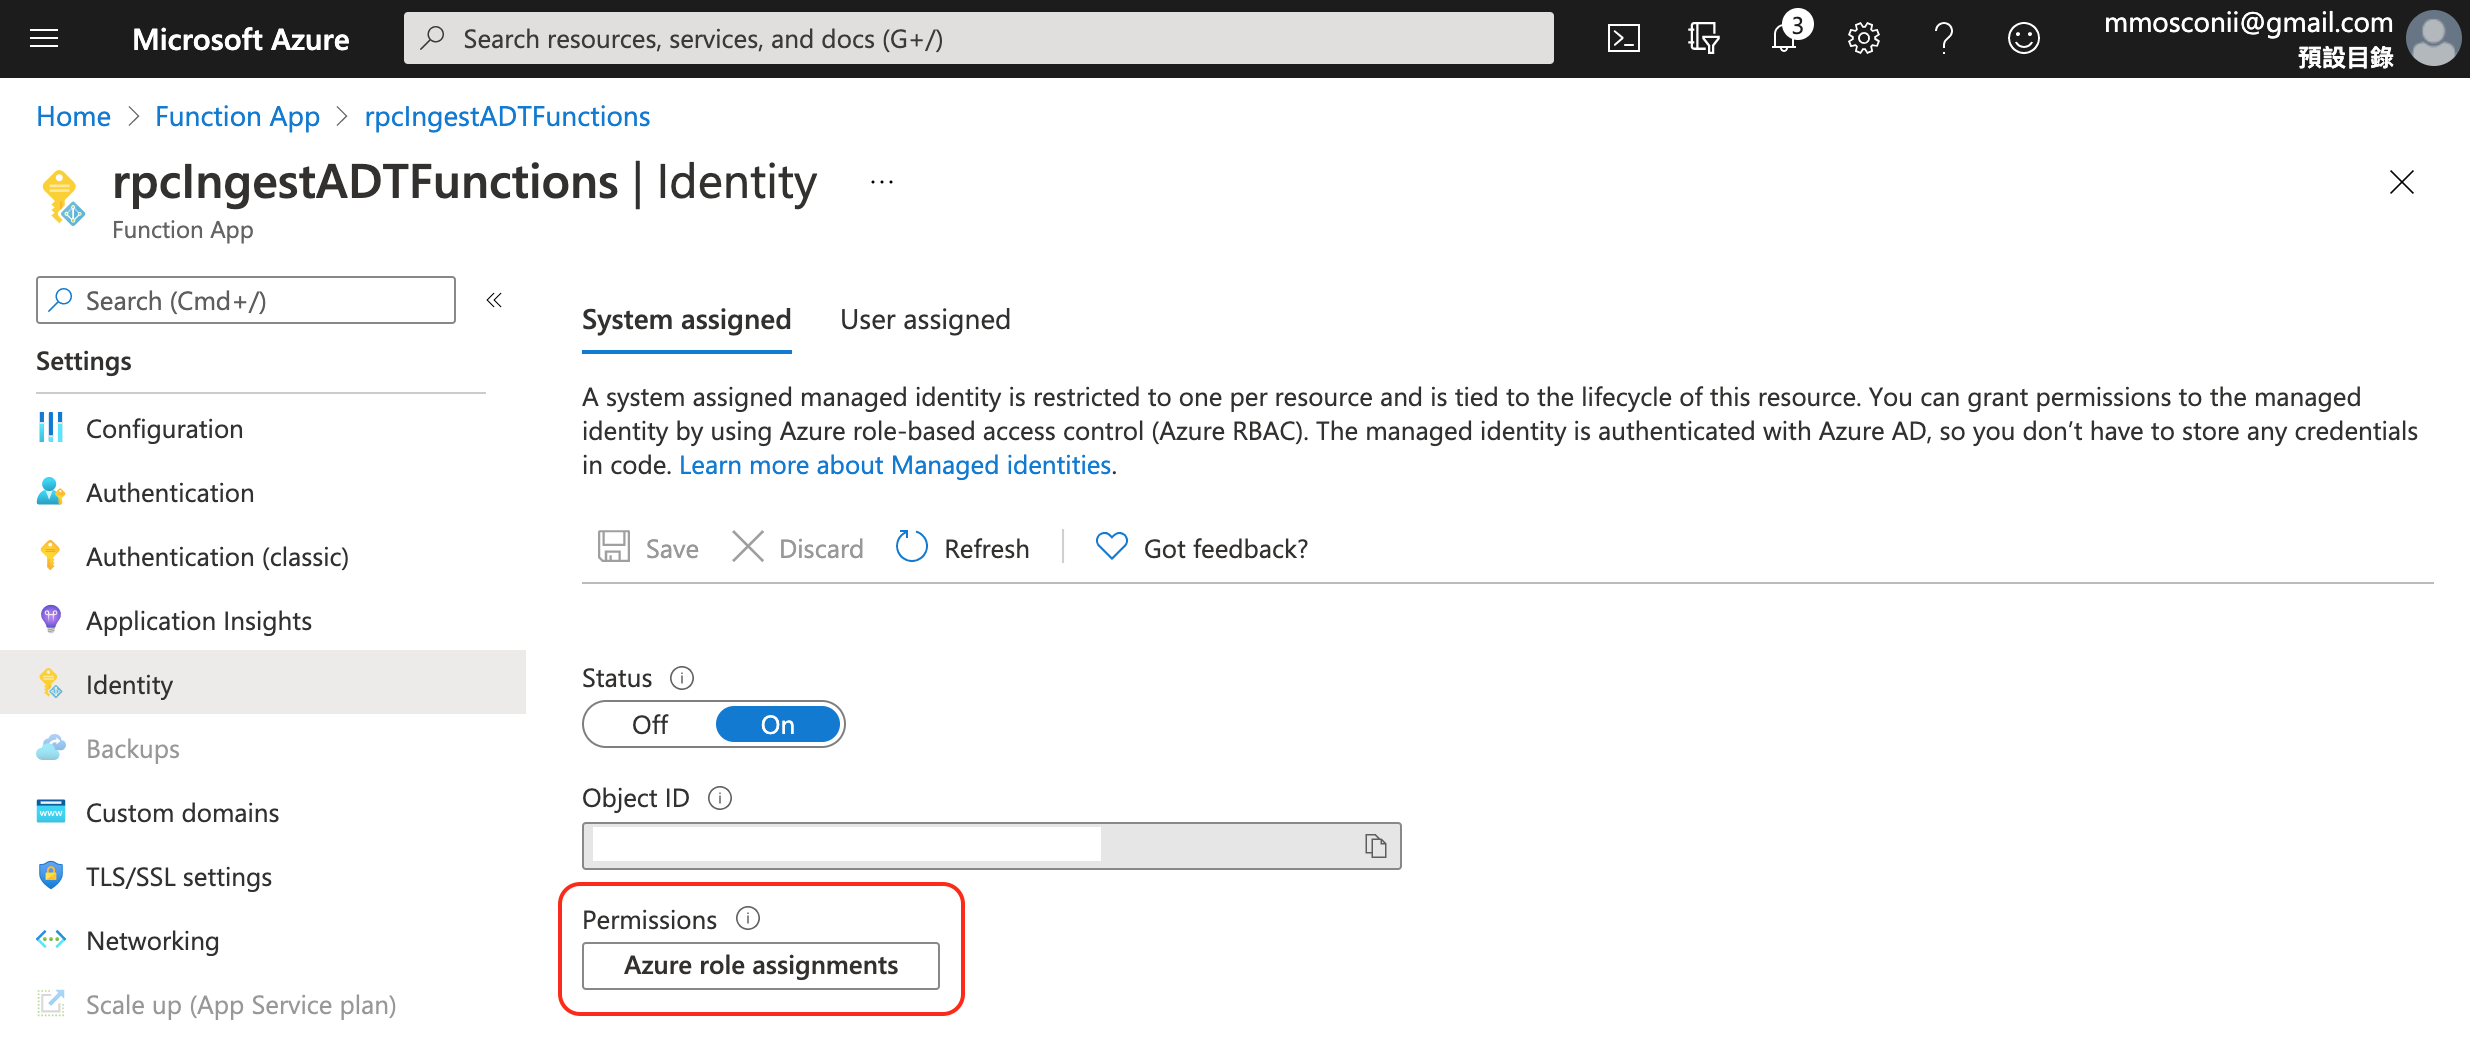 Microsoft Azure
Search resources, services, and docs (G+/)
3
mmosconii@gmail.com
預設目錄
Home > Function App > rpcIngestADTFunctions
rpcIngestADTFunctions | Identity ...
Function App
Search (Cmd+/)
«
Settings
Configuration
Authentication
Authentication (classic)
Application Insights
Identity
Backups
Custom domains
TLS/SSL settings
Networking
Scale up (App Service plan)
System assigned
User assigned
A system assigned managed identity is restricted to one per resource and is tied to the lifecycle of this resource. You can grant permissions to the managed
identity by using Azure role-based access control (Azure RBAC). The managed identity is authenticated with Azure AD, so you don’t have to store any credentials
in code. Learn more about Managed identities.
Save
Discard
Refresh
Got feedback?
Status
Off
On
Object ID
Permissions
Azure role assignments